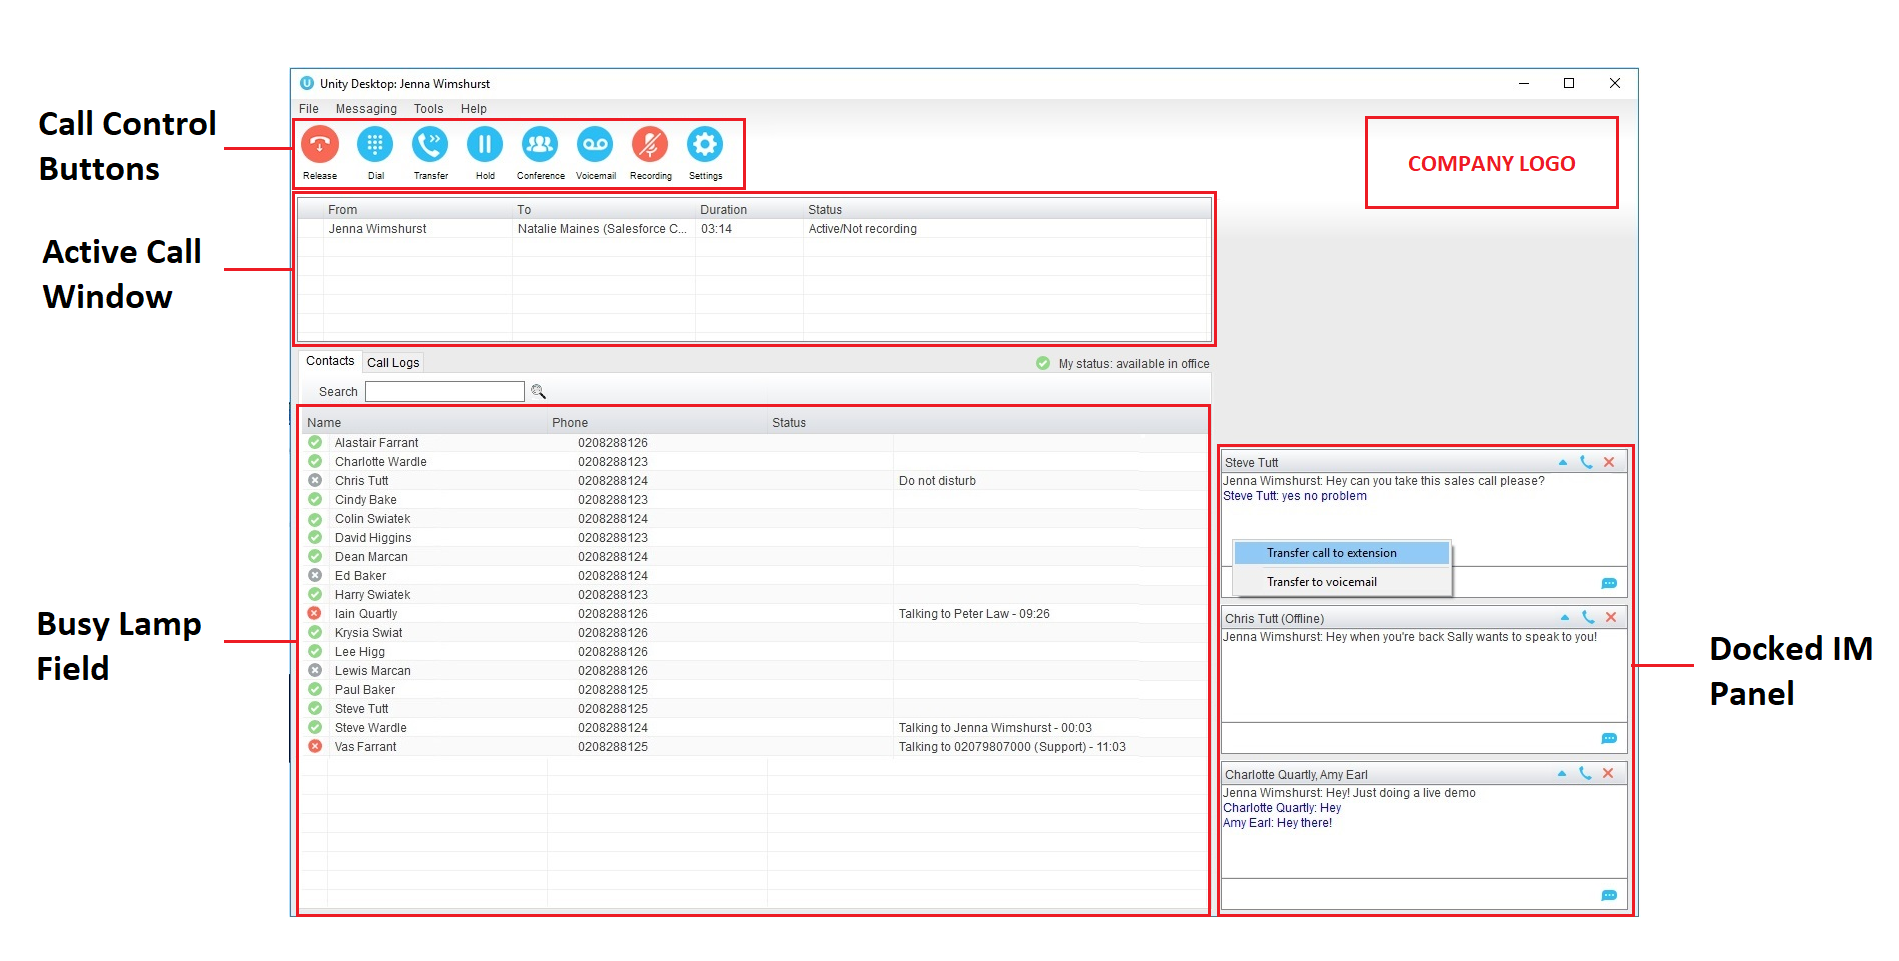 Unity Desktop: Jenna Wimshurst
File Messaging Tools Help
Call Control
Buttons
Release Dial Transfer Hold Conference Voicemail Recording Settings
COMPANY LOGO
Active Call
Window
From To Duration Status
Jenna Wimshurst Natalie Maines (Salesforce C... 03:14 Active/Not recording
Contacts Call Logs My status: available in office
Search
Busy Lamp
Field
Name Phone Status
Alastair Farrant 0208288126
Charlotte Wardle 0208288123
Chris Tutt 0208288124 Do not disturb
Cindy Bake 0208288123
Colin Swiatek 0208288124
David Higgins 0208288123
Dean Marcan 0208288124
Ed Baker 0208288124
Harry Swiatek 0208288123
Iain Quartly 0208288126 Talking to Peter Law - 09:26
Krysia Swiat 0208288126
Lee Higg 0208288126
Lewis Marcan 0208288126
Paul Baker 0208288125
Steve Tutt 0208288125
Steve Wardle 0208288124 Talking to Jenna Wimshurst - 00:03
Vas Farrant 0208288125 Talking to 02079807000 (Support) - 11:03
Steve Tutt
Jenna Wimshurst: Hey can you take this sales call please?
Steve Tutt: yes no problem
Transfer call to extension
Transfer to voicemail
Chris Tutt (Offline)
Jenna Wimshurst: Hey when you're back Sally wants to speak to you!
Charlotte Quartly, Amy Earl
Jenna Wimshurst: Hey! Just doing a live demo
Charlotte Quartly: Hey
Amy Earl: Hey there!
Docked IM
Panel